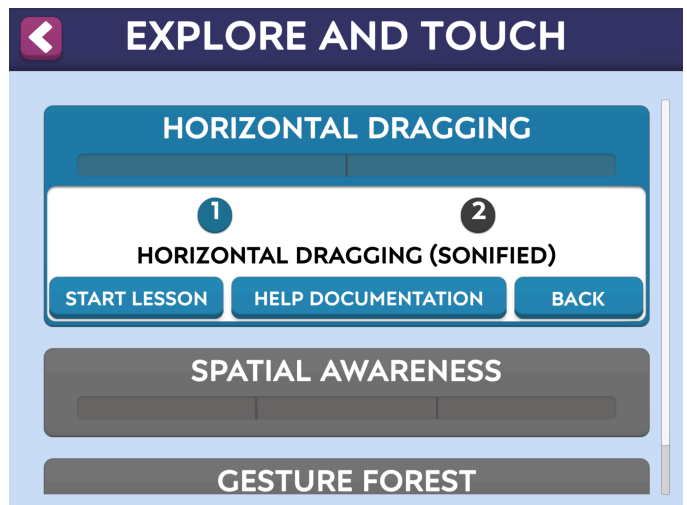 EXPLORE AND TOUCH
HORIZONTAL DRAGGING
1 2
HORIZONTAL DRAGGING (SONIFIED)
START LESSON HELP DOCUMENTATION BACK
SPATIAL AWARENESS
GESTURE FOREST